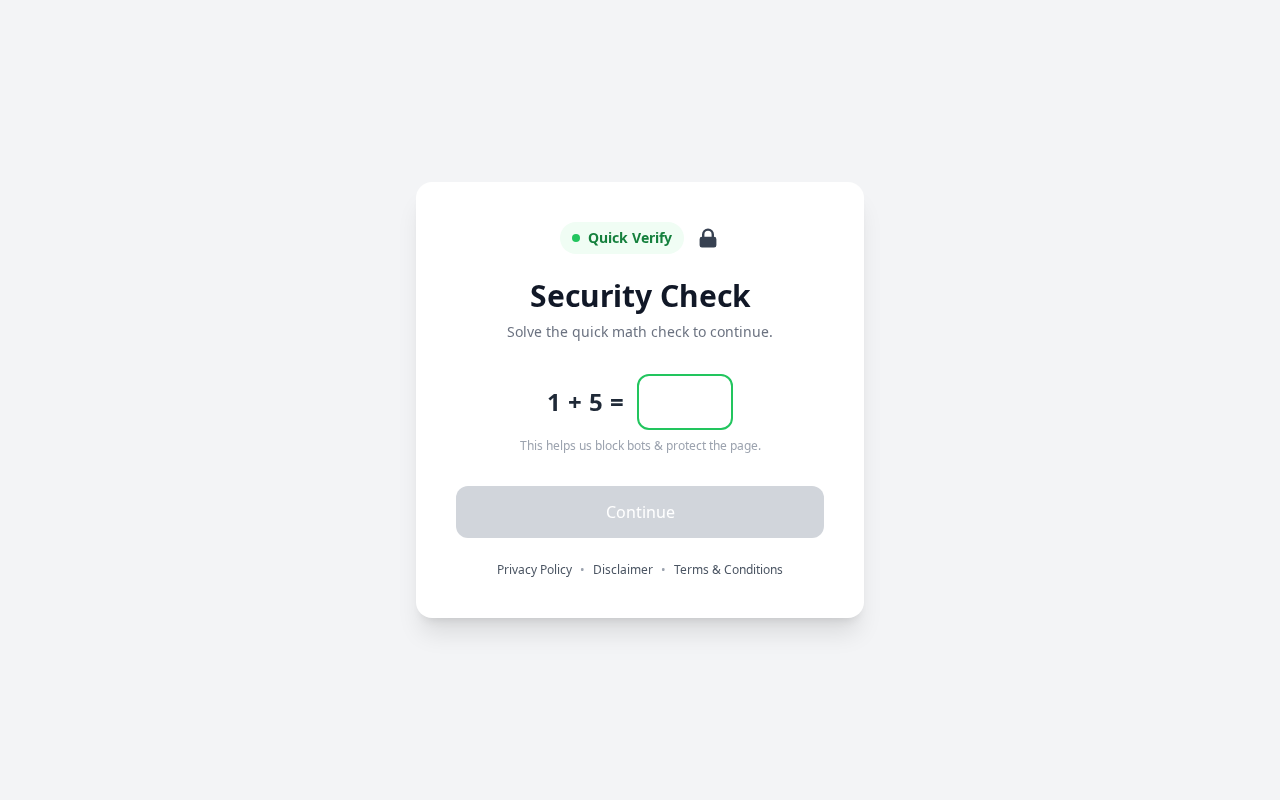 Quick Verify
Security Check
Solve the quick math check to continue.
1 + 5 =
This helps us block bots & protect the page.
Continue
Privacy Policy • Disclaimer • Terms & Conditions